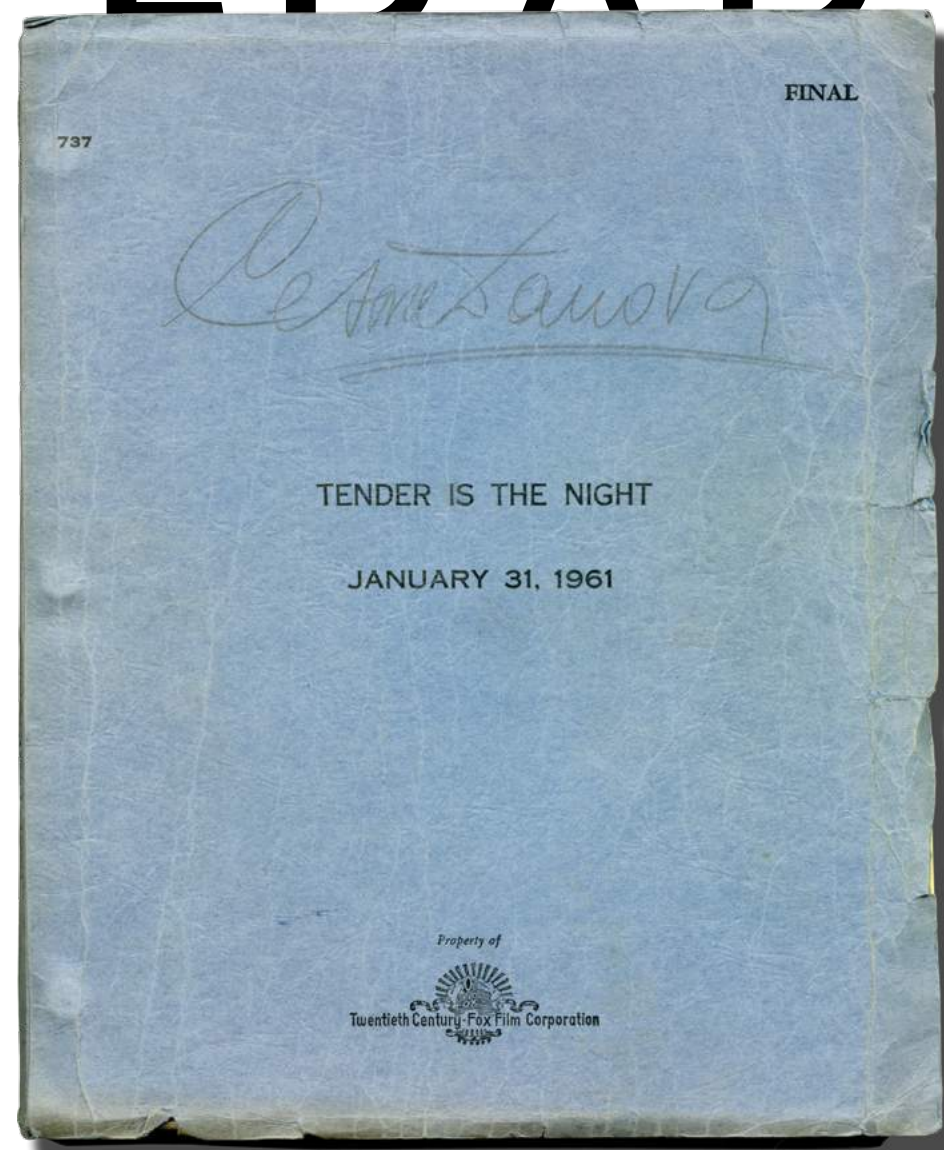 FINAL
737
Cesare Danova
TENDER IS THE NIGHT
JANUARY 31, 1961
Property of
Twentieth Century-Fox Film Corporation